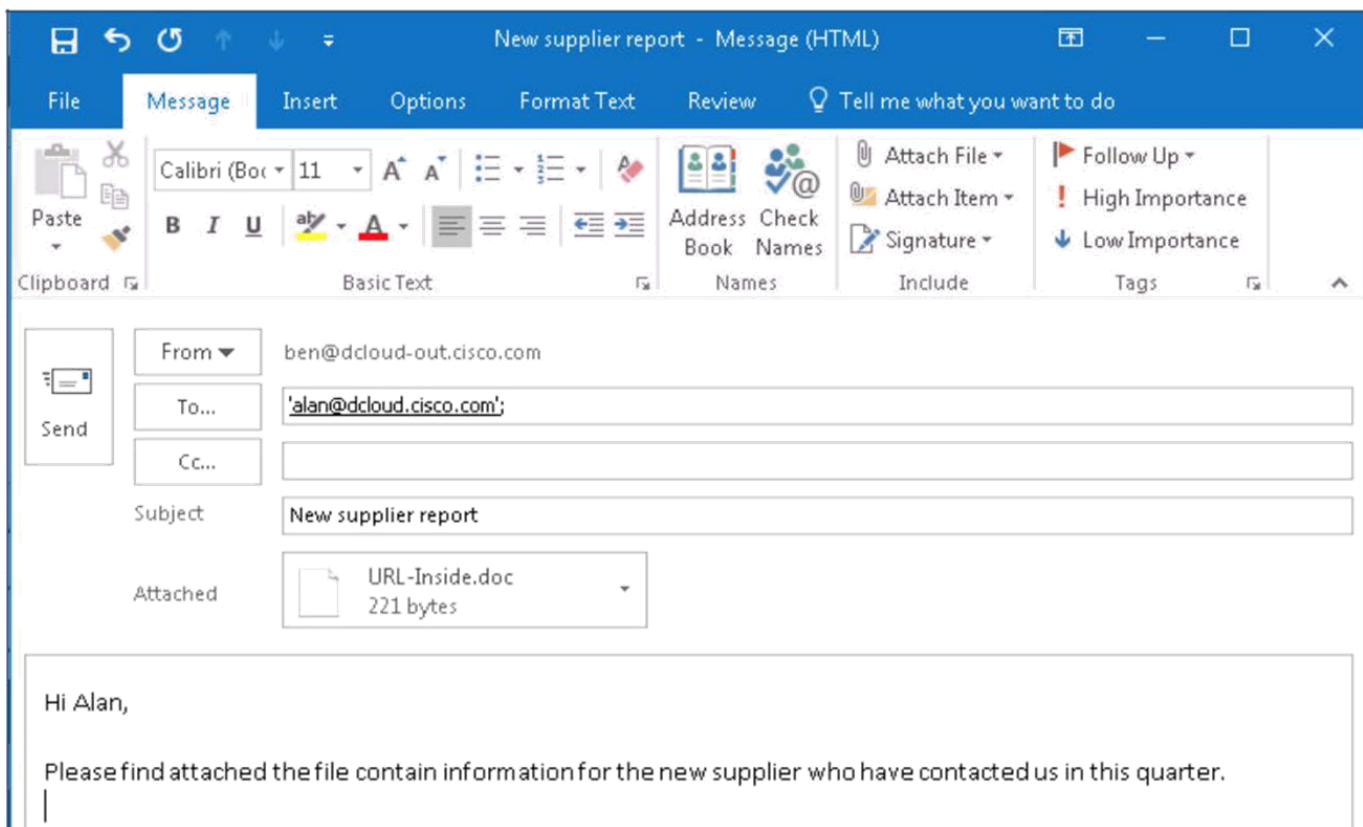 New supplier report - Message (HTML)
File Message Insert Options Format Text Review Tell me what you want to do
Calibri (Boc 11 A A
Attach File Follow Up
Attach Item High Importance
Paste B I U aby A Address Check Signature Low Importance
Book Names
Clipboard Basic Text Names Include Tags
From ben@dcloud-out.cisco.com
To... 'alan@dcloud.cisco.com';
Send
Cc...
Subject New supplier report
Attached URL-Inside.doc
221 bytes
Hi Alan,
Please find attached the file contain information for the new supplier who have contacted us in this quarter.